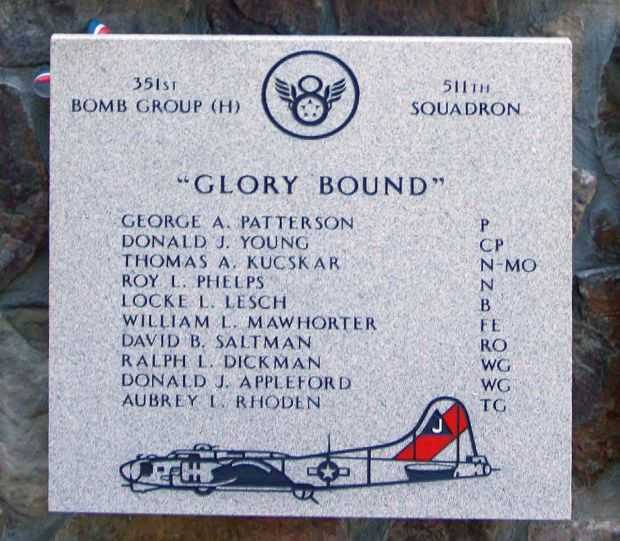 351ST
BOMB GROUP (H)
8
511TH
SQUADRON
"GLORY BOUND"
GEORGE A. PATTERSON P
DONALD J. YOUNG CP
THOMAS A. KUCSKAR N-MO
ROY L. PHELPS N
LOCKE L. LESCH B
WILLIAM L. MAWHORTER FE
DAVID B. SALTMAN RO
RALPH L. DICKMAN WG
DONALD J. APPLEFORD WG
AUBREY L. RHODEN TG
J